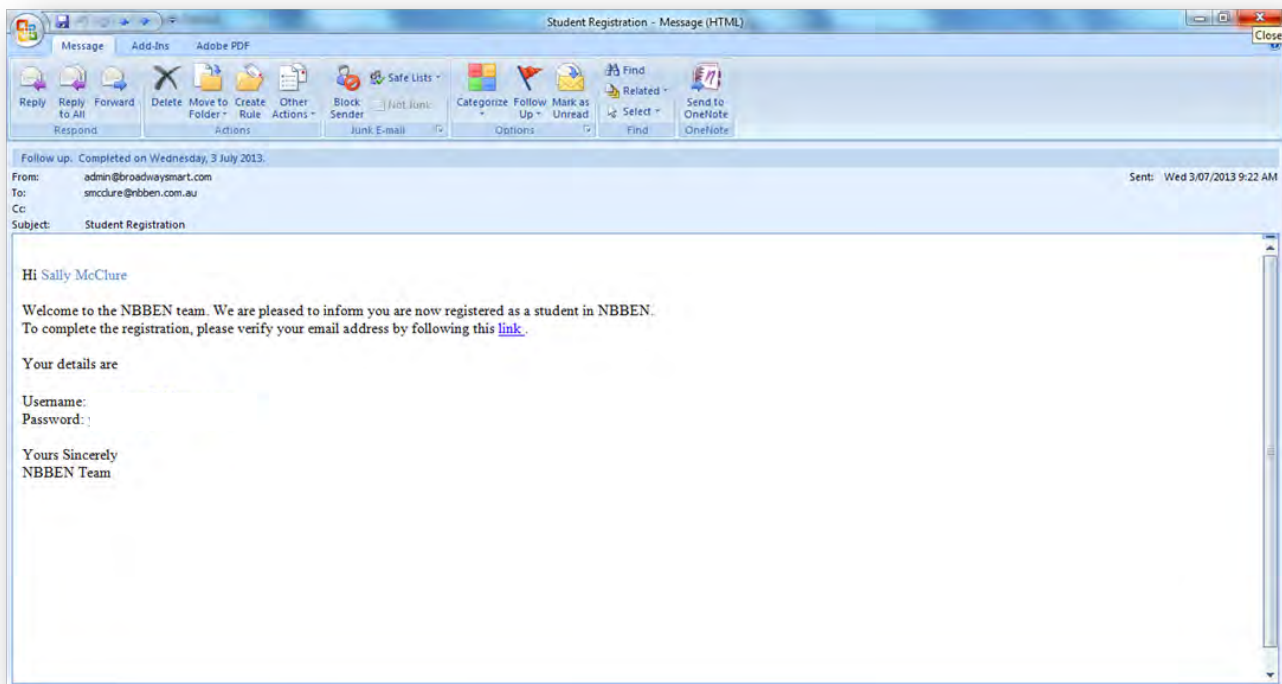 Student Registration - Message (HTML)
Close
Message Add-Ins Adobe PDF
Reply Reply to All Forward Delete Move to Folder Create Rule Other Actions Block Sender Safe Lists Not Junk Categorize Follow Up Mark as Unread Find Related Select Send to OneNote
Respond Actions Junk E-mail Options Find OneNote
Follow up. Completed on Wednesday, 3 July 2013.
From: admin@broadwaysmart.com Sent: Wed 3/07/2013 9:22 AM
To: smcclure@nbben.com.au
Cc:
Subject: Student Registration
Hi Sally McClure
Welcome to the NBBEN team. We are pleased to inform you are now registered as a student in NBBEN.
To complete the registration, please verify your email address by following this link .
Your details are
Username:
Password:
Yours Sincerely
NBBEN Team